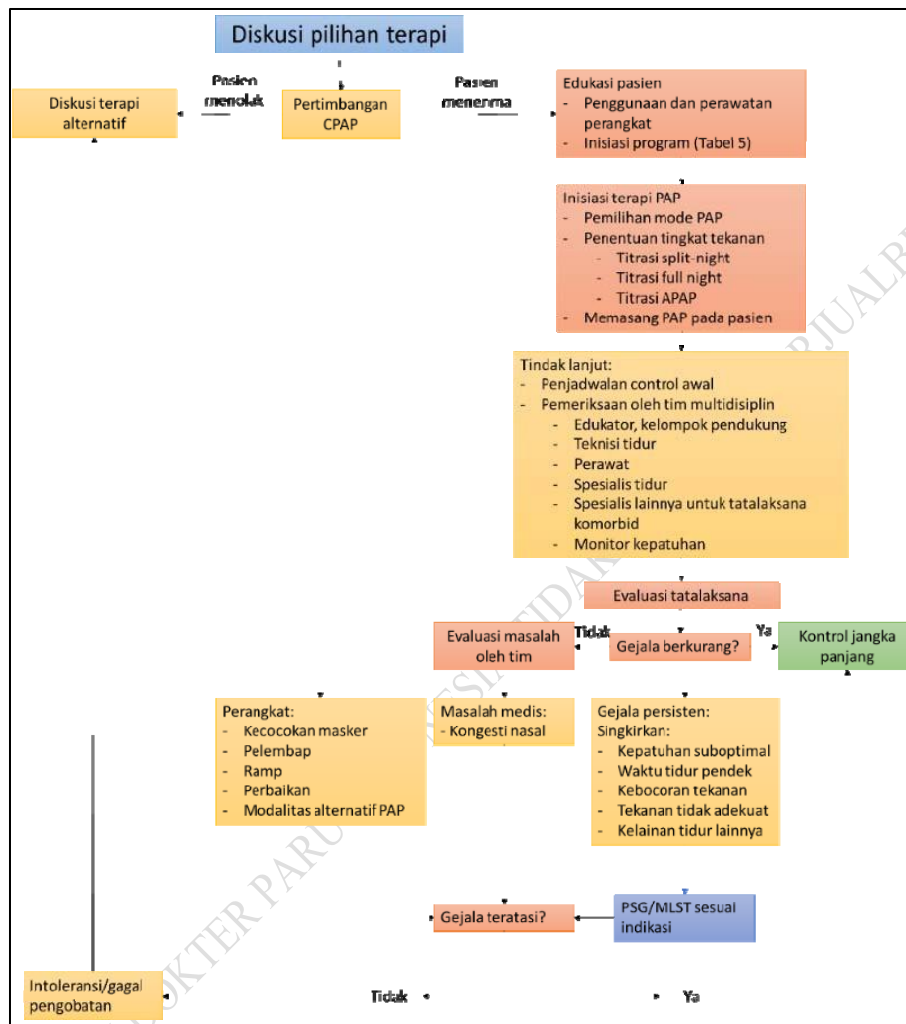 Diskusi pilihan terapi
Pasien
menolak
Pasien
menerima
Diskusi terapi
alternatif
Pertimbangan
CPAP
Edukasi pasien
- Penggunaan dan perawatan
perangkat
- Inisiasi program (Tabel 5)
Inisiasi terapi PAP
- Pemilihan mode PAP
- Penentuan tingkat tekanan
- Titrasi split-night
- Titrasi full night
- Titrasi APAP
- Memasang PAP pada pasien
Tindak lanjut:
- Penjadwalan control awal
- Pemeriksaan oleh tim multidisiplin
- Edukator, kelompok pendukung
- Teknisi tidur
- Perawat
- Spesialis tidur
- Spesialis lainnya untuk tatalaksana
komorbid
- Monitor kepatuhan
Evaluasi tatalaksana
Evaluasi masalah
oleh tim
Tidak
Gejala berkurang?
Ya
Kontrol jangka
panjang
Perangkat:
- Kecocokan masker
- Pelembap
- Ramp
- Perbaikan
- Modalitas alternatif PAP
Masalah medis:
- Kongesti nasal
Gejala persisten:
Singkirkan:
- Kepatuhan suboptimal
- Waktu tidur pendek
- Kebocoran tekanan
- Tekanan tidak adekuat
- Kelainan tidur lainnya
Gejala teratasi?
PSG/MLST sesuai
indikasi
Intoleransi/gagal
pengobatan
Tidak
Ya
OKTER PARU
NESIA TIDAK
RJUALB